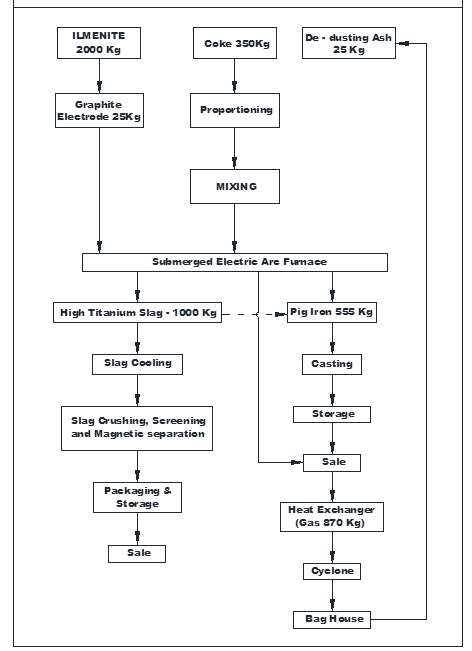 ILMENITE
2000 Kg
Coke 350Kg
De - dusting Ash
25 Kg
Graphite
Electrode 25Kg
Proportioning
MIXING
Submerged Electric Arc Furnace
High Titanium Slag - 1000 Kg
Pig Iron 555 Kg
Slag Cooling
Casting
Slag Crushing, Screening
and Magnetic separation
Storage
Sale
Packaging &
Storage
Heat Exchanger
(Gas 870 Kg)
Sale
Cyclone
Bag House